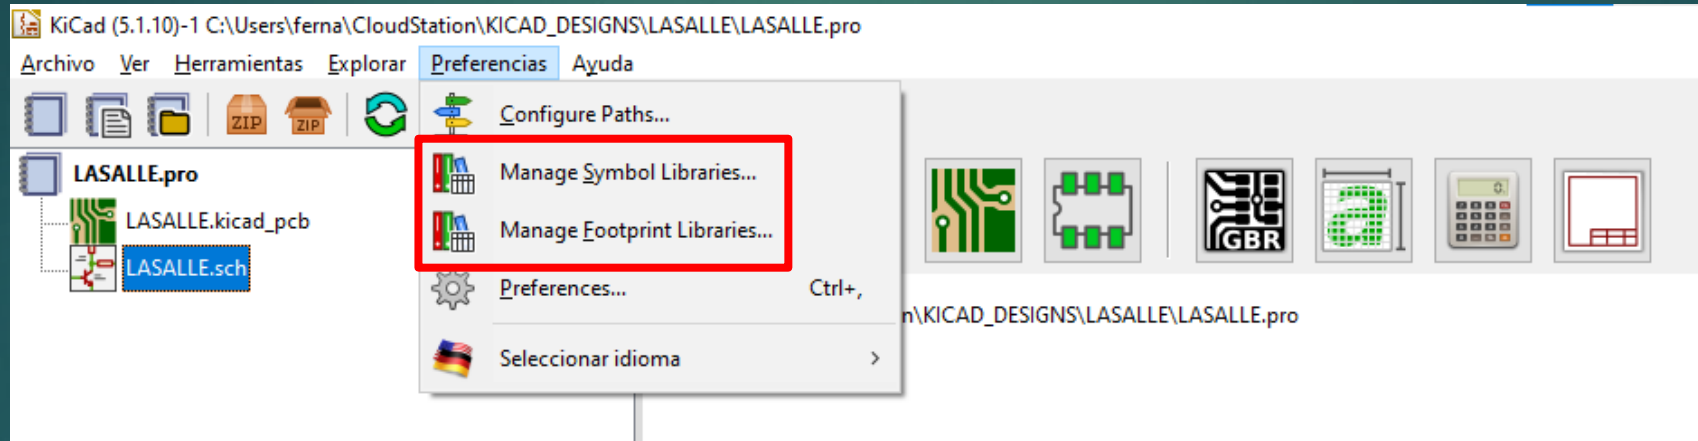 KiCad (5.1.10)-1 C:\Users\ferna\CloudStation\KICAD_DESIGNS\LASALLE\LASALLE.pro
Archivo Ver Herramientas Explorar Preferencias Ayuda
ZIP ZIP
Configure Paths...
LASALLE.pro
Manage Symbol Libraries...
LASALLE.kicad_pcb
Manage Footprint Libraries...
GBR a 0.
LASALLE.sch
Preferences... Ctrl+,
n\KICAD_DESIGNS\LASALLE\LASALLE.pro
Seleccionar idioma